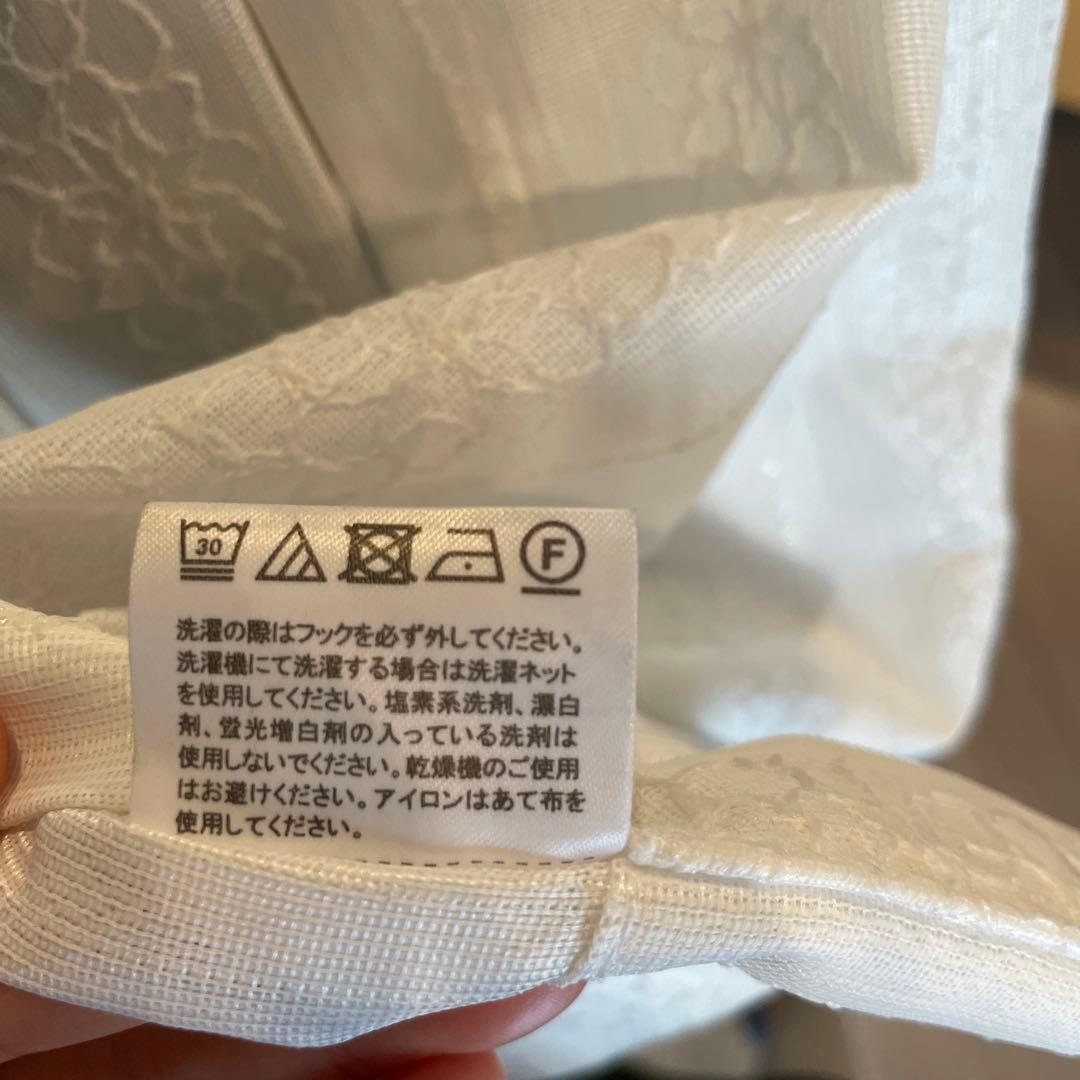 30 F
洗濯の際はフックを必ず外してください。
洗濯機にて洗濯する場合は洗濯ネット
を使用してください。塩素系洗剤、漂白
剤、蛍光増白剤の入っている洗剤は
使用しないでください。乾燥機のご使用
はお避けください。アイロンはあて布を
使用してください。